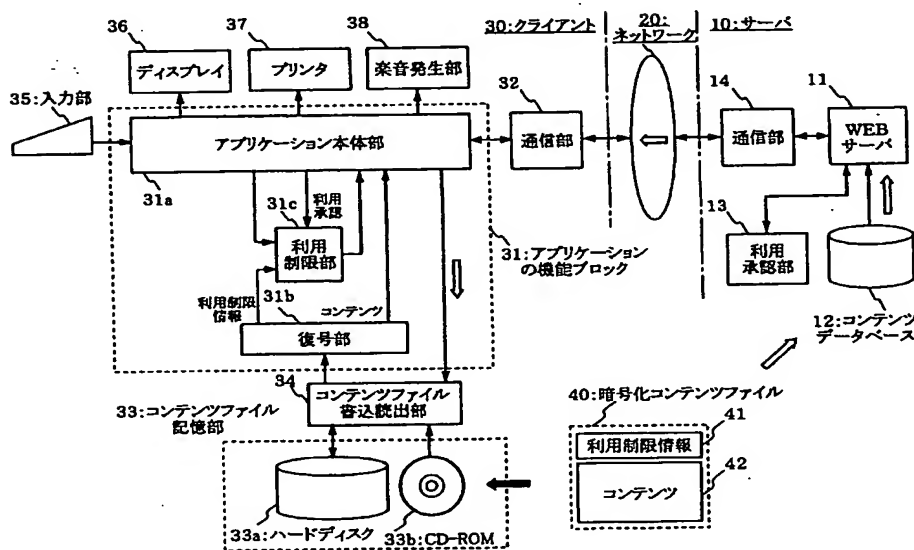 36
37
38
30:クライアント
20:
ネットワーク
10:サーバ
ディスプレイ
プリンタ
楽音発生部
35:入力部
32
14
11
アプリケーション本体部
通信部
通信部
WEB
サーバ
31a
31c
利用
承認
利用
制限部
13
利用
承認部
31:アプリケーション
の機能ブロック
利用制限
情報
31b
コンテンツ
復号部
12:コンテンツ
データベース
34
33:コンテンツファイル
記憶部
コンテンツファイル
書込読出部
40:暗号化コンテンツファイル
利用制限情報
41
42
コンテンツ
33a:ハードディスク
33b:CD-ROM